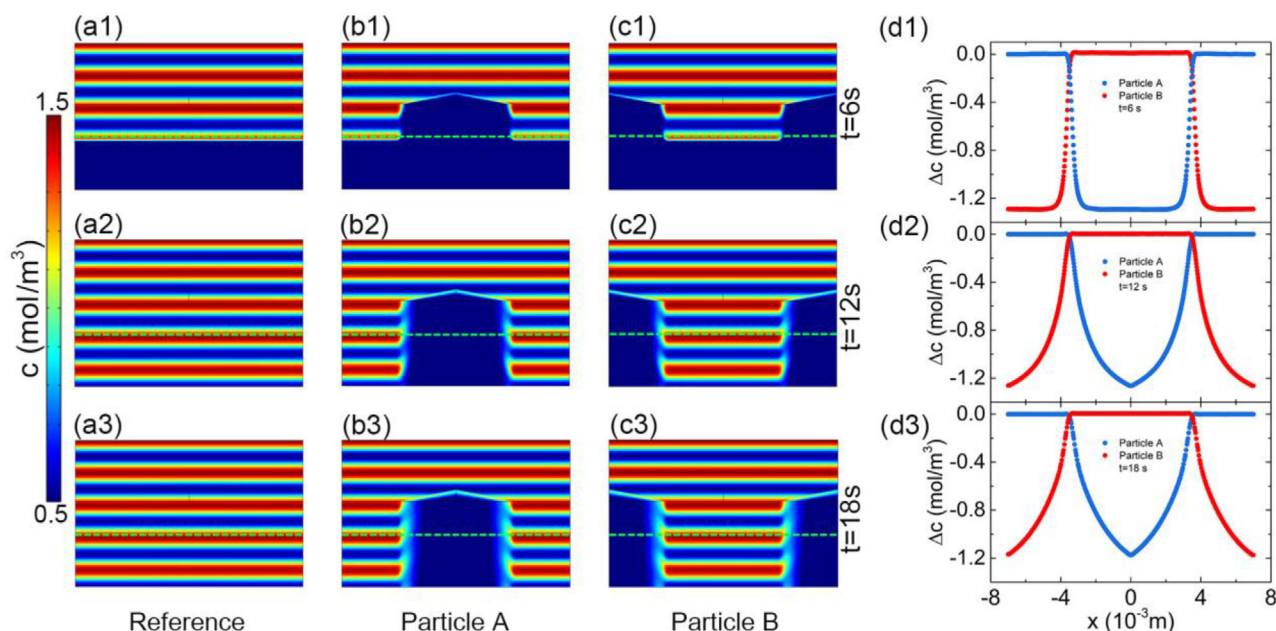 (a1) (b1) (c1) (d1)
1.5
c (mol/m³)
0.5
t=6s
0.0
-0.4
-0.8
-1.2
Δc (mol/m³)
Particle A
Particle B
t=6 s
(a2) (b2) (c2) (d2)
t=12s
0.0
-0.4
-0.8
-1.2
Δc (mol/m³)
Particle A
Particle B
t=12 s
(a3) (b3) (c3) (d3)
t=18s
0.0
-0.4
-0.8
-1.2
Δc (mol/m³)
Particle A
Particle B
t=18 s
-8 -4 0 4 8
Reference Particle A Particle B x (10⁻³m)